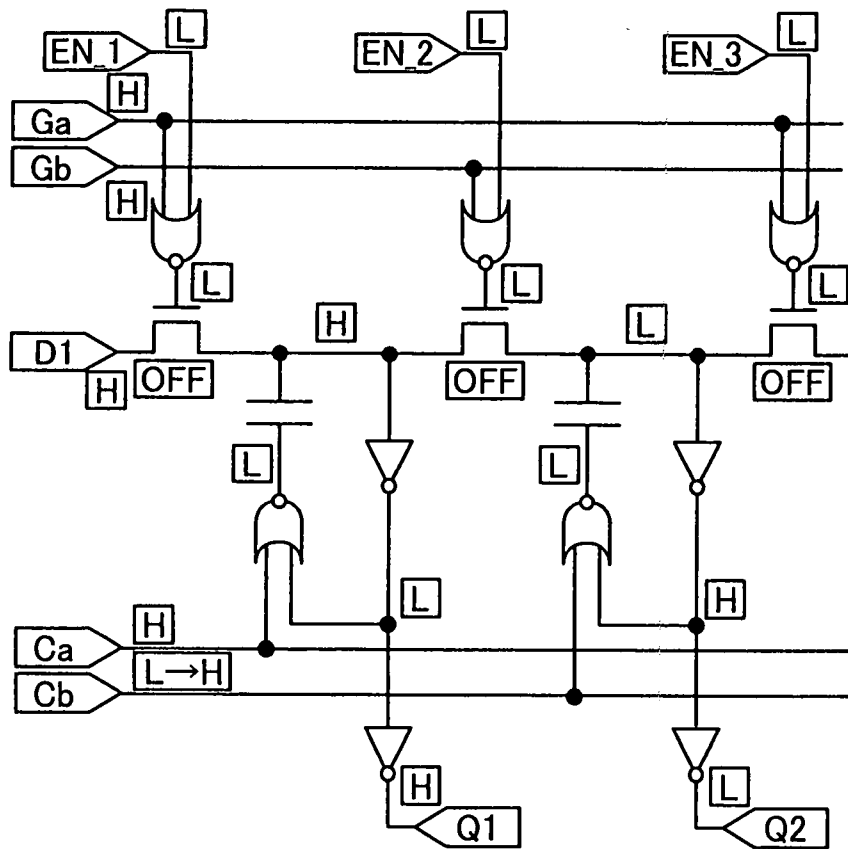 EN_1 L EN_2 L EN_3 L
H
Ga
Gb
H
L L L
H L
D1
H OFF OFF OFF
L L
L H
H
Ca
L→H
Cb
H L
Q1 Q2